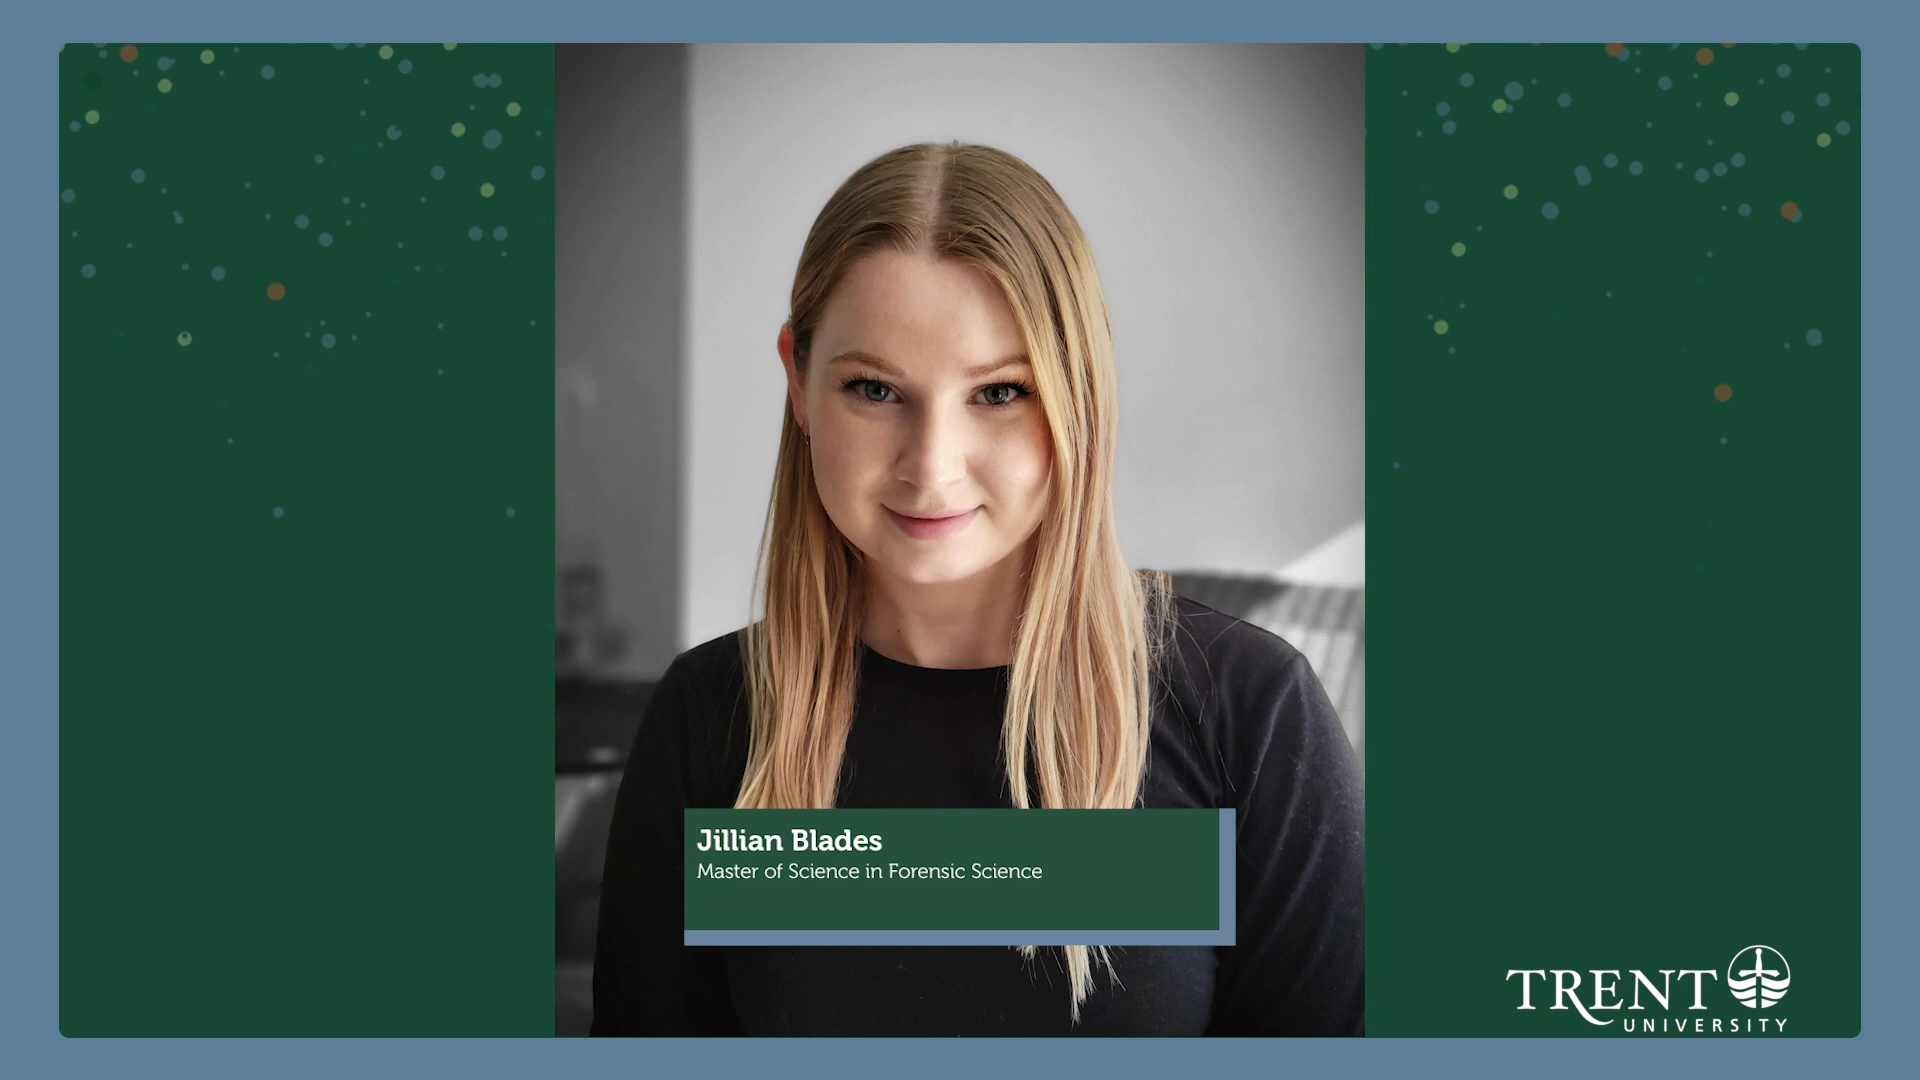 Jillian Blades
Master of Science in Forensic Science
TRENT
UNIVERSITY